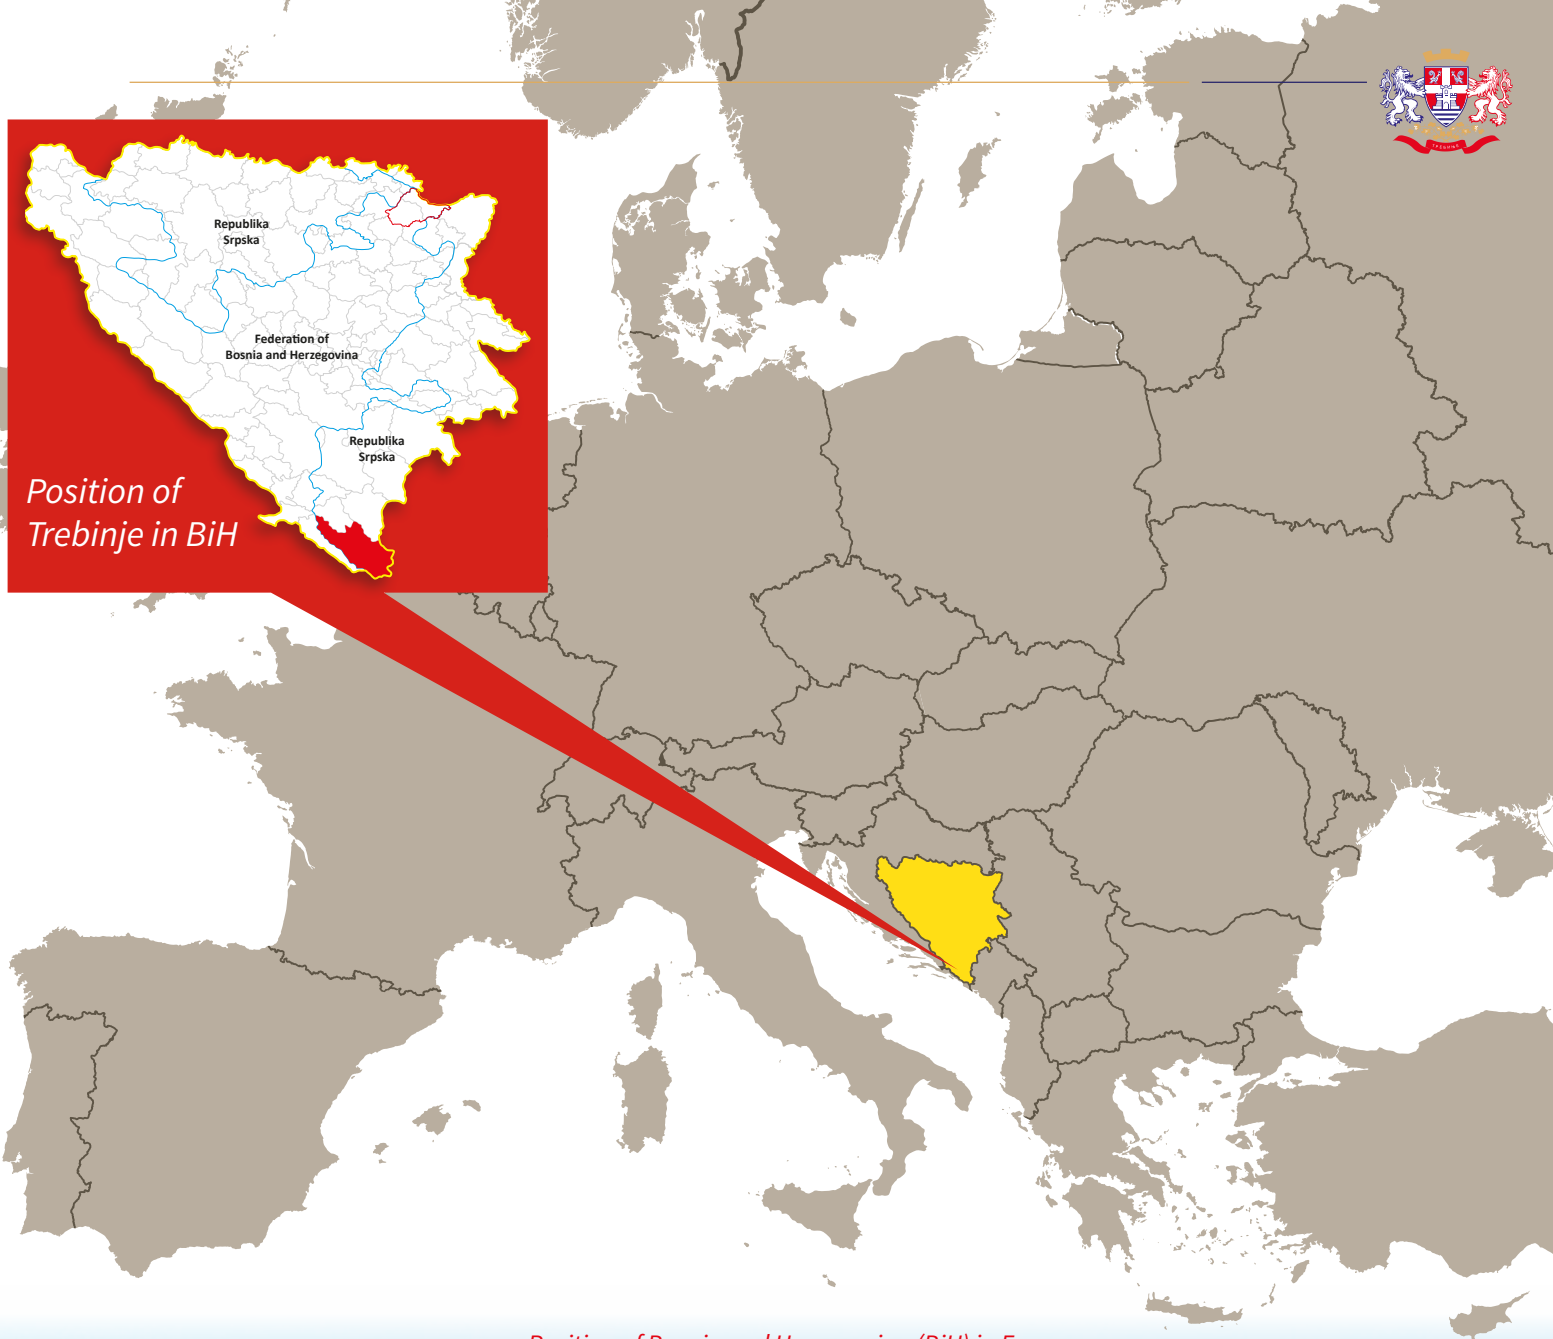 Republika
Srpska
Federation of
Bosnia and Herzegovina
Republika
Srpska
Position of
Trebinje in BiH